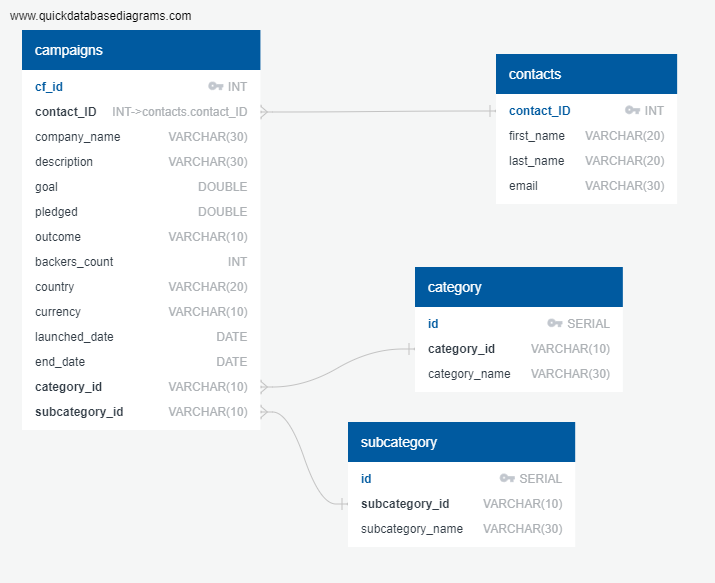 www.quickdatabasediagrams.com
campaigns
cf_id INT
contact_ID INT->contacts.contact_ID
company_name VARCHAR(30)
description VARCHAR(30)
goal DOUBLE
pledged DOUBLE
outcome VARCHAR(10)
backers_count INT
country VARCHAR(20)
currency VARCHAR(10)
launched_date DATE
end_date DATE
category_id VARCHAR(10)
subcategory_id VARCHAR(10)
contacts
contact_ID INT
first_name VARCHAR(20)
last_name VARCHAR(20)
email VARCHAR(30)
category
id SERIAL
category_id VARCHAR(10)
category_name VARCHAR(30)
subcategory
id SERIAL
subcategory_id VARCHAR(10)
subcategory_name VARCHAR(30)